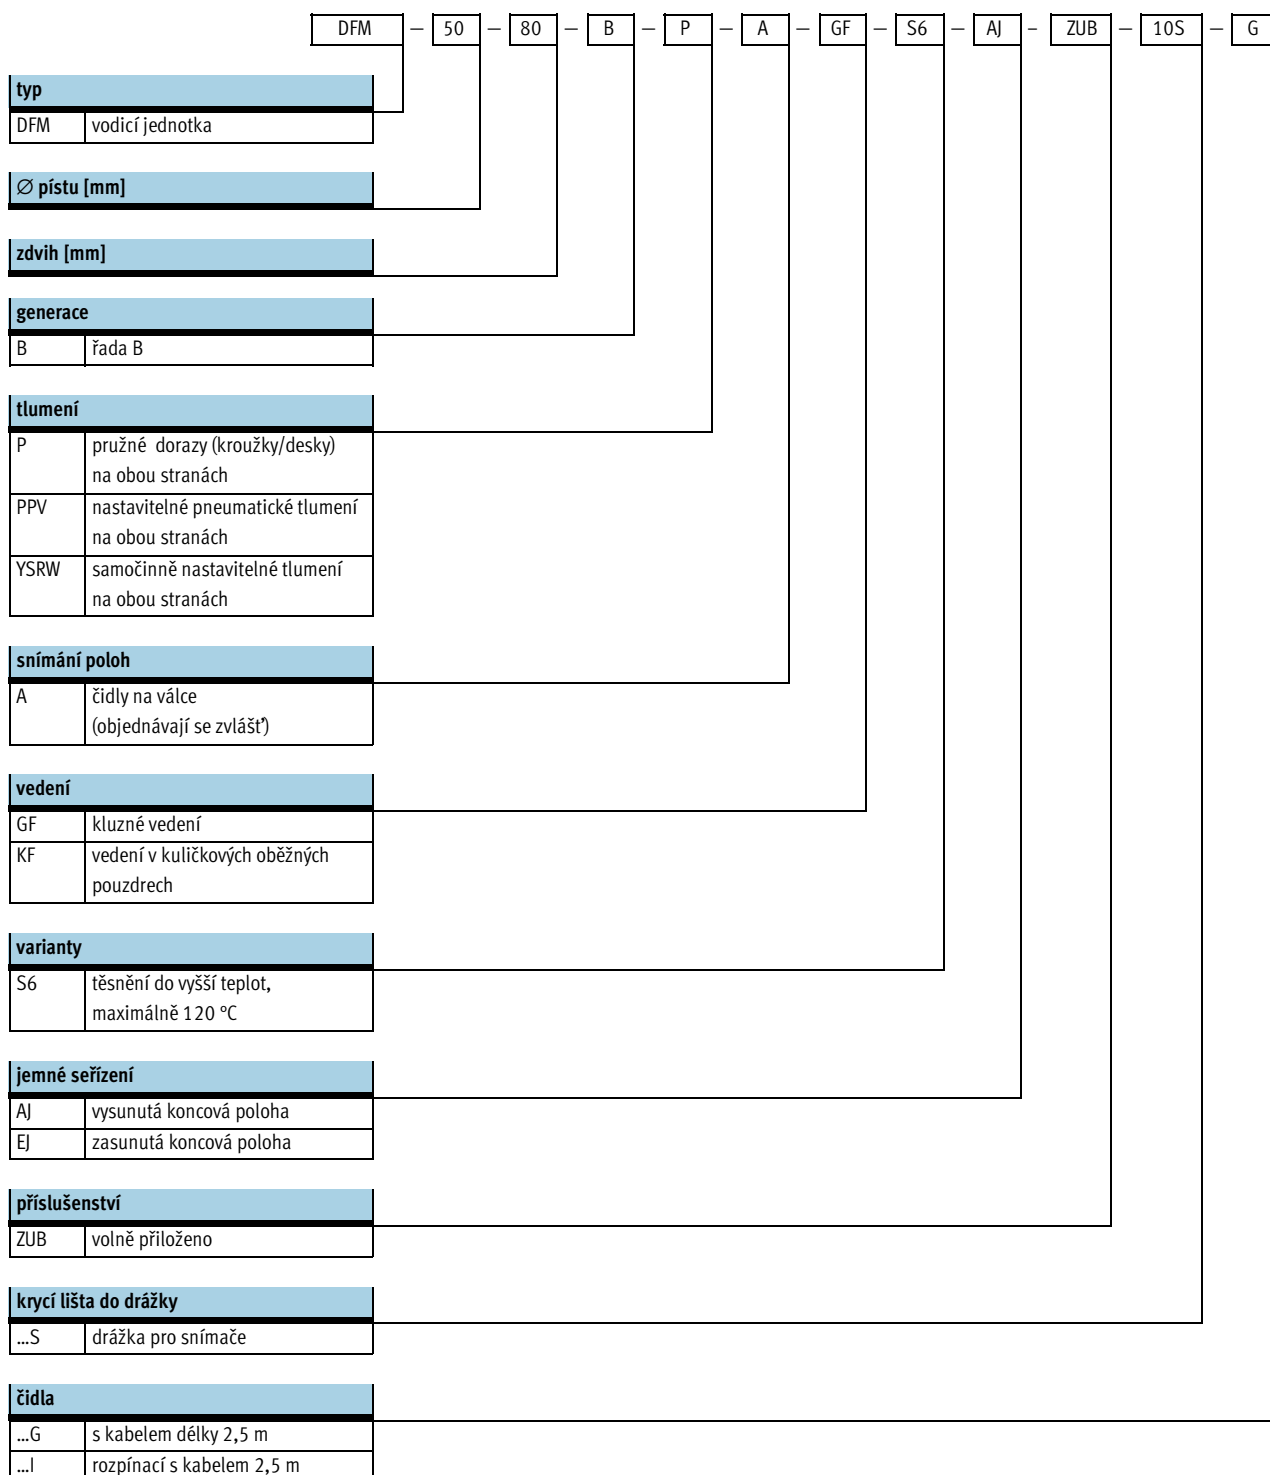 DFM – 50 – 80 – B – P – A – GF – S6 – AJ – ZUB – 10S – G
typ
DFM vodicí jednotka
∅ pístu [mm]
zdvih [mm]
generace
B řada B
tlumení
P pružné dorazy (kroužky/desky)
na obou stranách
PPV nastavitelné pneumatické tlumení
na obou stranách
YSRW samočinně nastavitelné tlumení
na obou stranách
snímání poloh
A čidly na válce
(objednávají se zvlášť)
vedení
GF kluzné vedení
KF vedení v kuličkových oběžných
pouzdrech
varianty
S6 těsnění do vyšší teplot,
maximálně 120 °C
jemné seřízení
AJ vysunutá koncová poloha
EJ zasunutá koncová poloha
příslušenství
ZUB volně přiloženo
krycí lišta do drážky
...S drážka pro snímače
čidla
...G s kabelem délky 2,5 m
...I rozpínací s kabelem 2,5 m